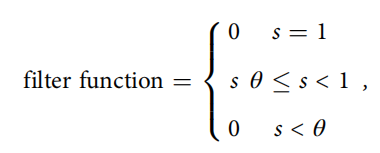 0 s = 1
filter function = { s θ ≤ s < 1 ,
0 s < θ